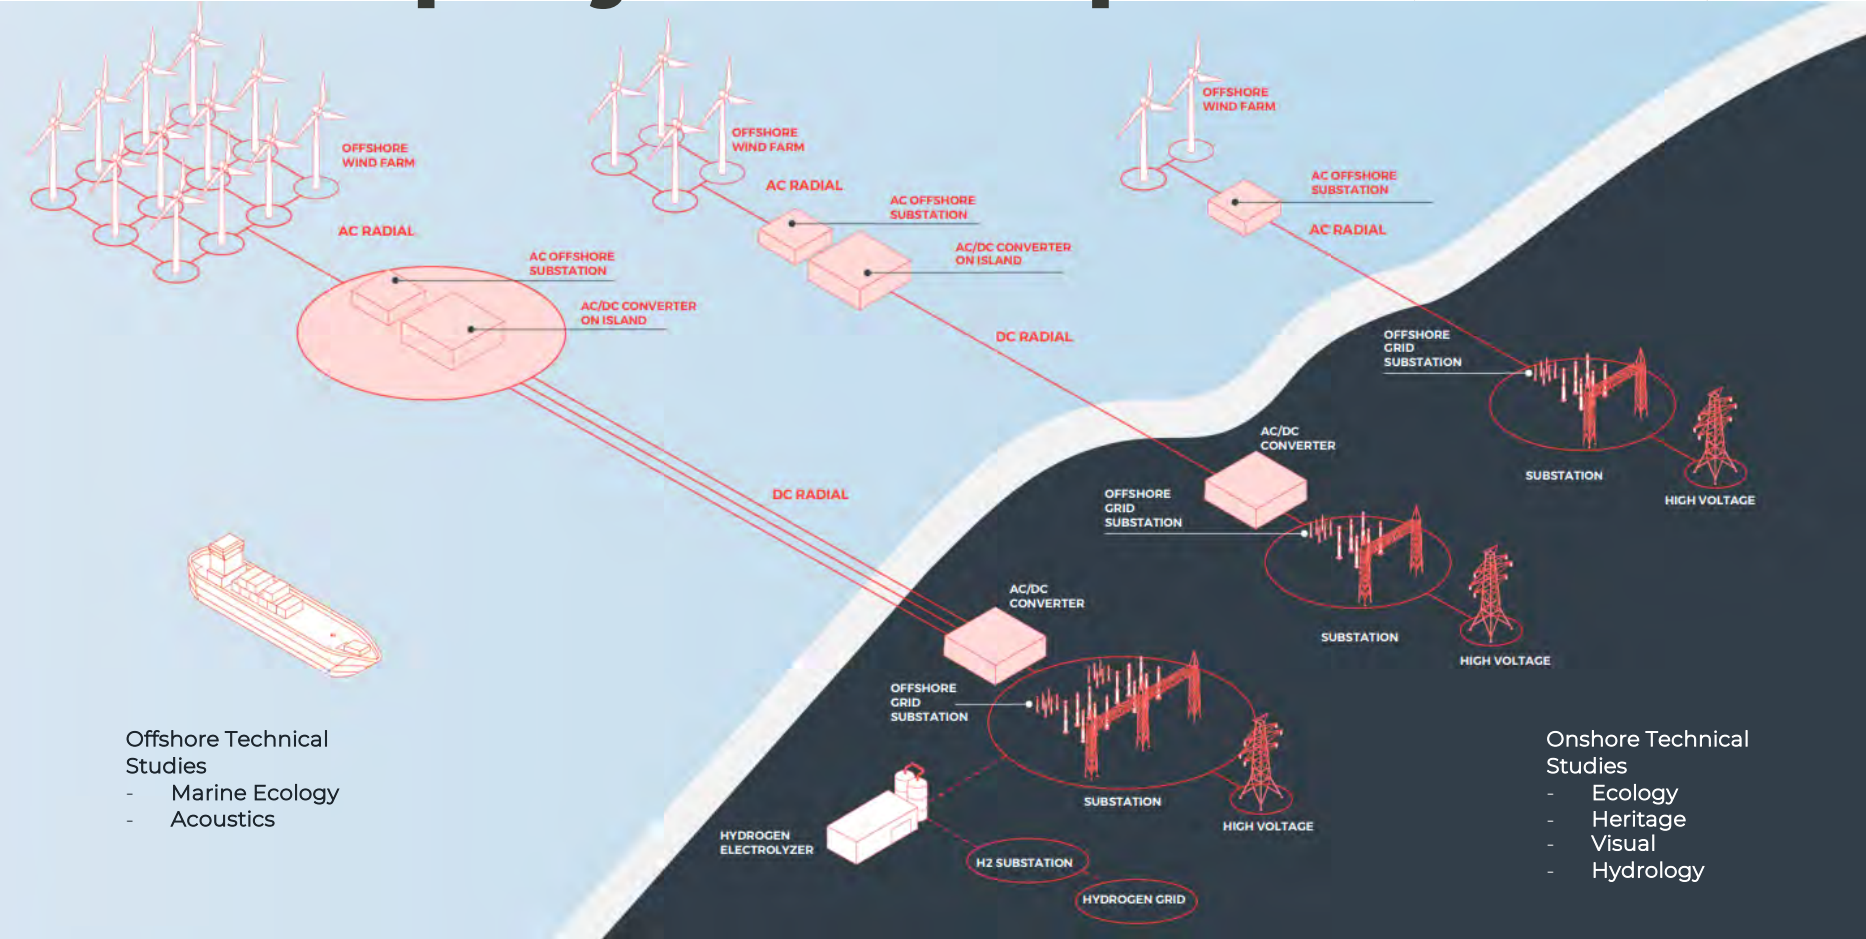 OFFSHORE
WIND FARM
AC RADIAL
AC OFFSHORE
SUBSTATION
AC/DC CONVERTER
ON ISLAND
DC RADIAL
OFFSHORE
WIND FARM
AC RADIAL
AC OFFSHORE
SUBSTATION
AC/DC CONVERTER
ON ISLAND
DC RADIAL
OFFSHORE
WIND FARM
AC OFFSHORE
SUBSTATION
AC RADIAL
OFFSHORE
GRID
SUBSTATION
SUBSTATION
HIGH VOLTAGE
AC/DC
CONVERTER
OFFSHORE
GRID
SUBSTATION
SUBSTATION
HIGH VOLTAGE
AC/DC
CONVERTER
OFFSHORE
GRID
SUBSTATION
SUBSTATION
HIGH VOLTAGE
HYDROGEN
ELECTROLYZER
H2 SUBSTATION
HYDROGEN GRID
Offshore Technical
Studies
- Marine Ecology
- Acoustics
Onshore Technical
Studies
- Ecology
- Heritage
- Visual
- Hydrology